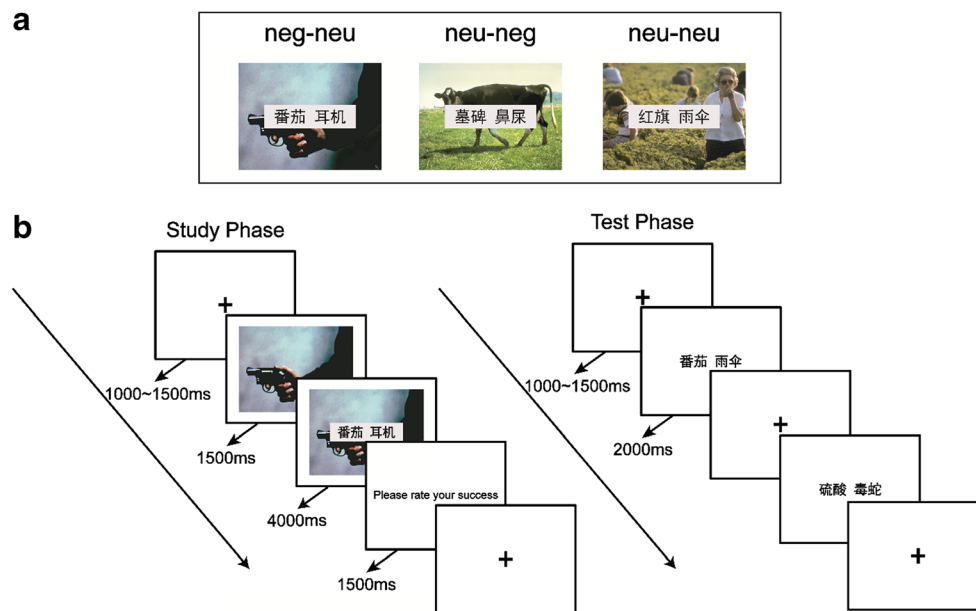 a
neg-neu
neu-neg
neu-neu
番茄 耳机
墓碑 鼻屎
红旗 雨伞
b
Study Phase
+
1000~1500ms
1500ms
番茄 耳机
4000ms
Please rate your success
1500ms
+
Test Phase
+
1000~1500ms
番茄 雨伞
2000ms
+
硫酸 毒蛇
+